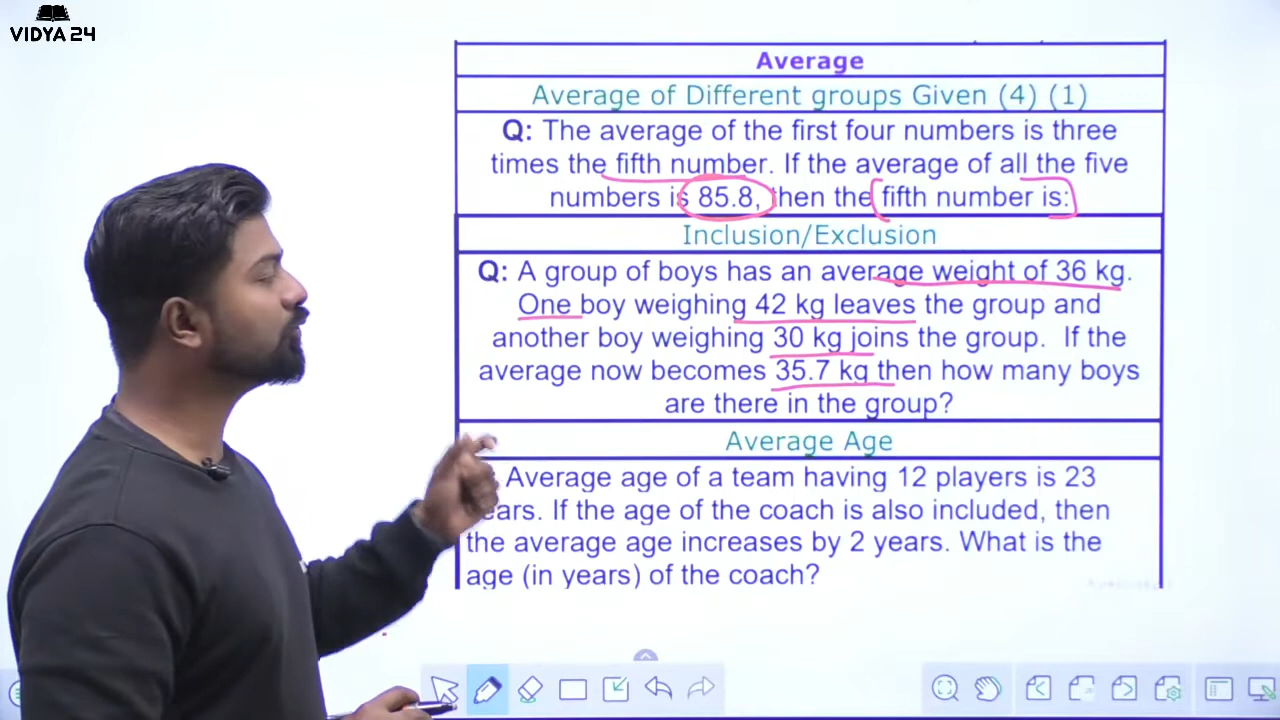 VIDYA 24
Average
Average of Different groups Given (4) (1)
Q: The average of the first four numbers is three
times the fifth number. If the average of all the five
numbers is 85.8, then the fifth number is:
Inclusion/Exclusion
Q: A group of boys has an average weight of 36 kg.
One boy weighing 42 kg leaves the group and
another boy weighing 30 kg joins the group. If the
average now becomes 35.7 kg then how many boys
are there in the group?
Average Age
Average age of a team having 12 players is 23
ears. If the age of the coach is also included, then
the average age increases by 2 years. What is the
age (in years) of the coach?